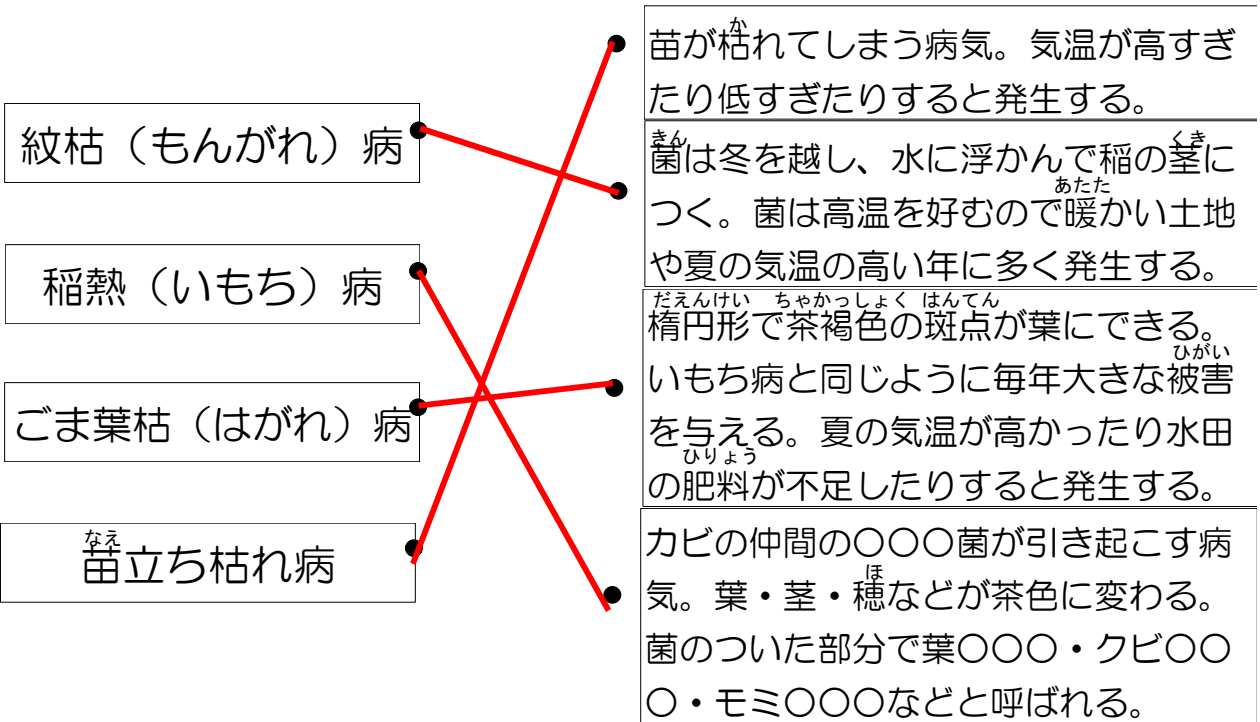 紋枯（もんがれ）病
稲熱（いもち）病
ごま葉枯（はがれ）病
なえ
苗立ち枯れ病
か
苗が枯れてしまう病気。気温が高すぎ
たり低すぎたりすると発生する。
きん くき
菌は冬を越し、水に浮かんで稲の茎に
あたた
つく。菌は高温を好むので暖かい土地
や夏の気温の高い年に多く発生する。
だえんけい ちゃかっしょく はんてん
楕円形で茶褐色の斑点が葉にできる。
ひがい
いもち病と同じように毎年大きな被害
を与える。夏の気温が高かったり水田
ひりょう
の肥料が不足したりすると発生する。
カビの仲間の〇〇〇菌が引き起こす病
ほ
気。葉・茎・穂などが茶色に変わる。
菌のついた部分で葉〇〇〇・クビ〇〇
〇・モミ〇〇〇などと呼ばれる。